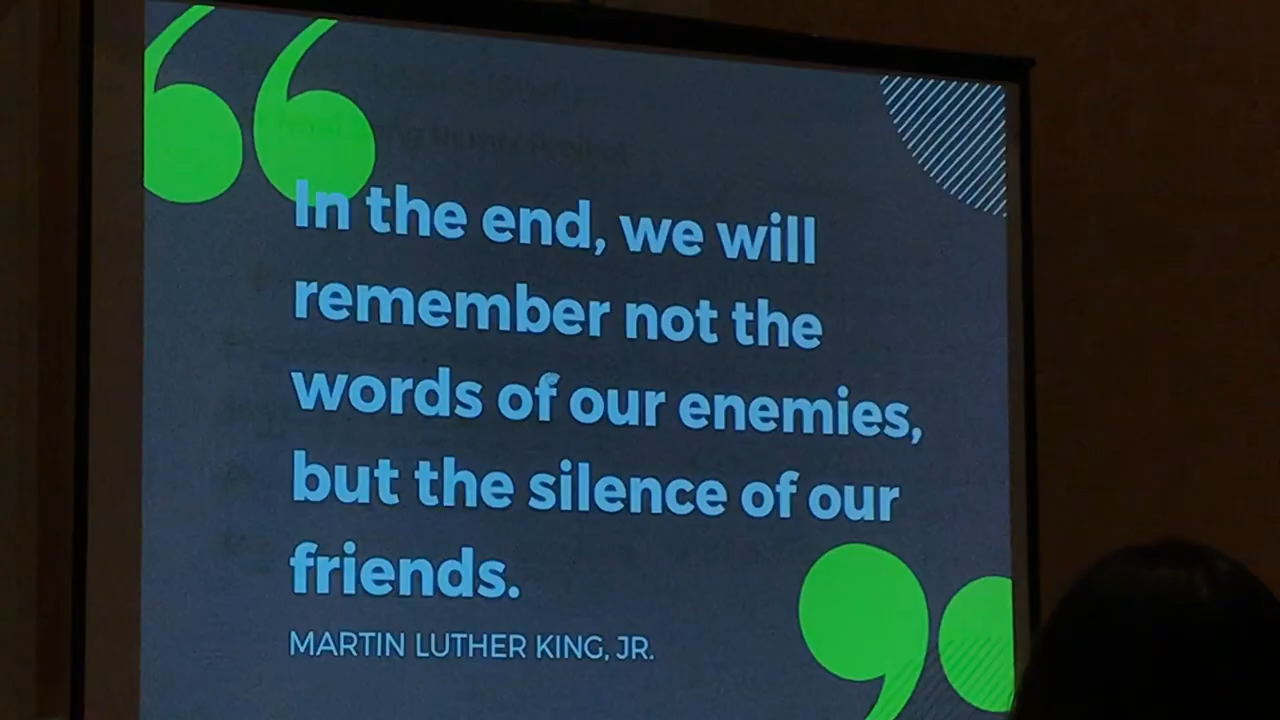 In the end, we will
remember not the
words of our enemies,
but the silence of our
friends.
MARTIN LUTHER KING, JR.